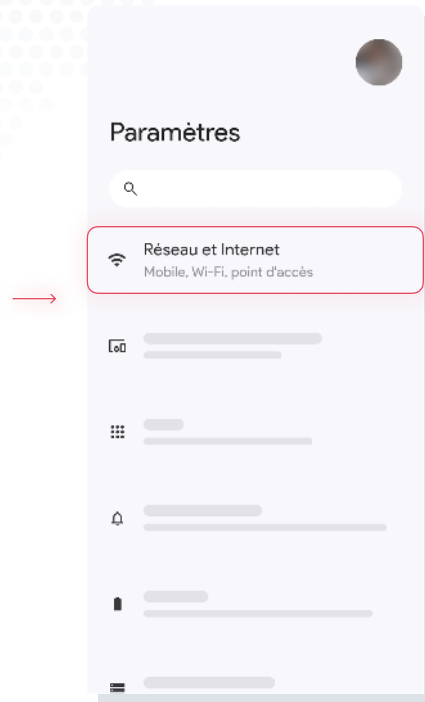 Paramètres
Réseau et Internet
Mobile, Wi-Fi, point d'accès